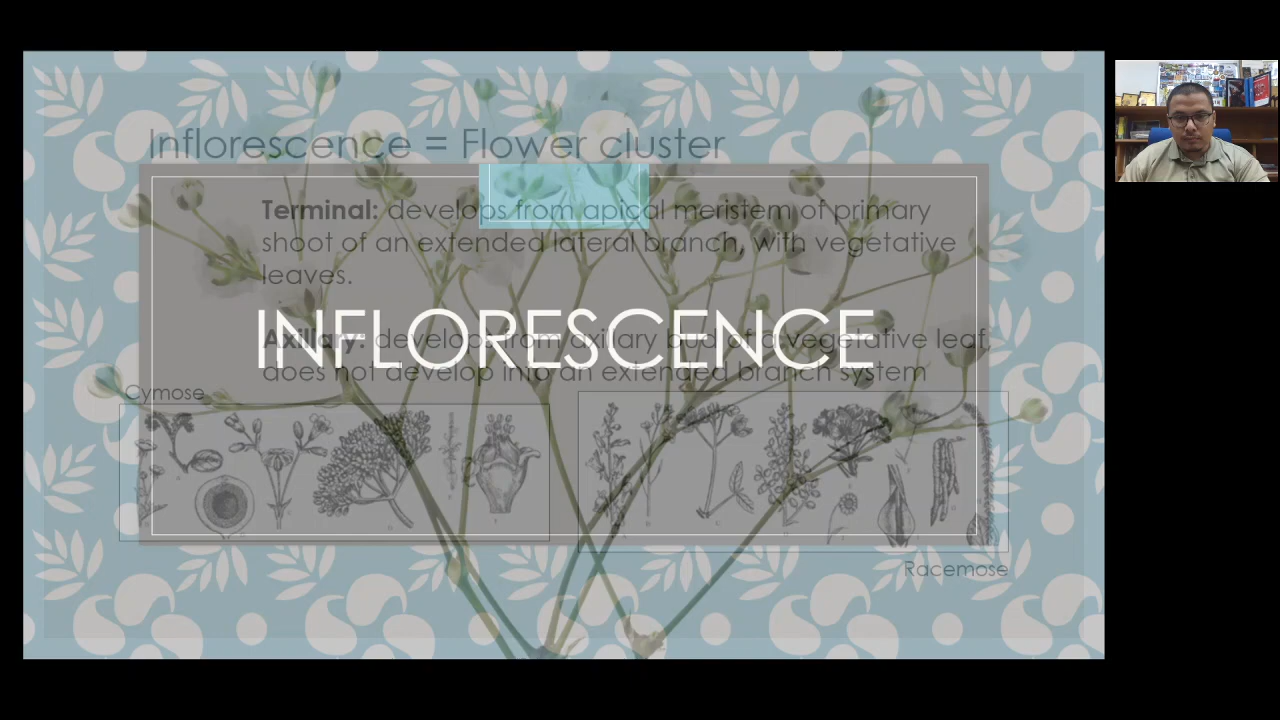 Inflorescence = Flower cluster
Terminal: develops from apical meristem of primary
shoot of an extended lateral branch, with vegetative
leaves.
INFLORESCENCE
Axillary: develops from axillary bud of a vegetative leaf,
does not develop into an extended branch system
Cymose
Racemose